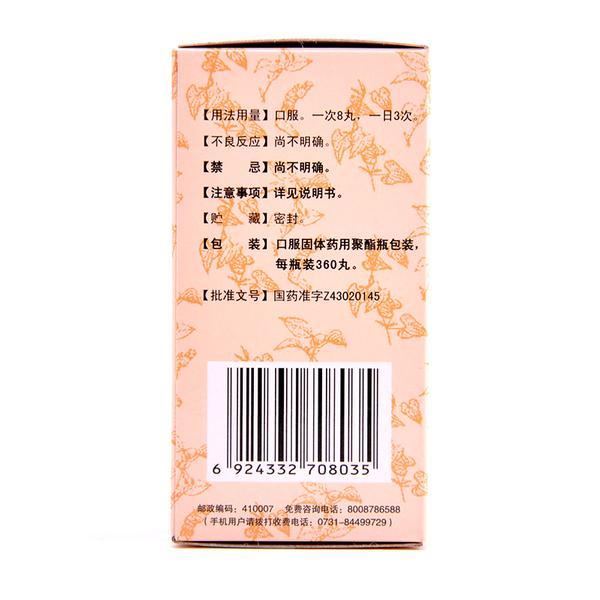 【用法用量】口服。一次8丸，一日3次。
【不良反应】尚不明确。
【禁 忌】尚不明确。
【注意事项】详见说明书。
【贮 藏】密封。
【包 装】口服固体药用聚酯瓶包装，
每瓶装360丸。
【批准文号】国药准字Z43020145
6 924332 708035
邮政编码：410007 免费咨询电话：8008786588
（手机用户请拨打收费电话：0731-84499729）